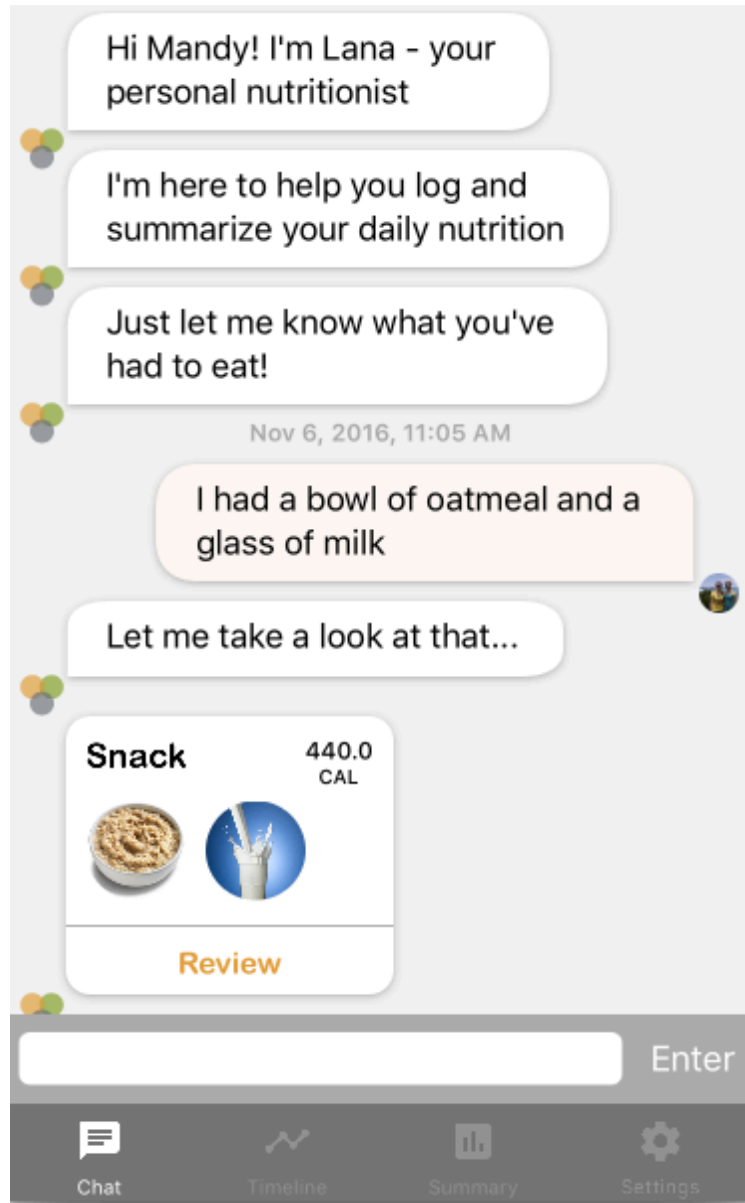 Hi Mandy! I'm Lana - your
personal nutritionist
I'm here to help you log and
summarize your daily nutrition
Just let me know what you've
had to eat!
Nov 6, 2016, 11:05 AM
I had a bowl of oatmeal and a
glass of milk
Let me take a look at that...
Snack 440.0
CAL
Review
Enter
Chat Timeline Summary Settings